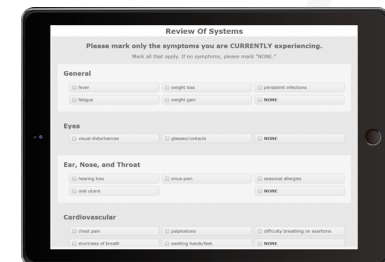 Review Of Systems
Please mark only the symptoms you are CURRENTLY experiencing.
Mark all that apply. If no symptoms, please mark "NONE."
General
fever weight loss persistent infections
fatigue weight gain NONE
Eyes
visual disturbances glasses/contacts NONE
Ear, Nose, and Throat
hearing loss sinus pain seasonal allergies
oral ulcers NONE
Cardiovascular
chest pain palpitations difficulty breathing on exertions
shortness of breath swelling hands/feet NONE